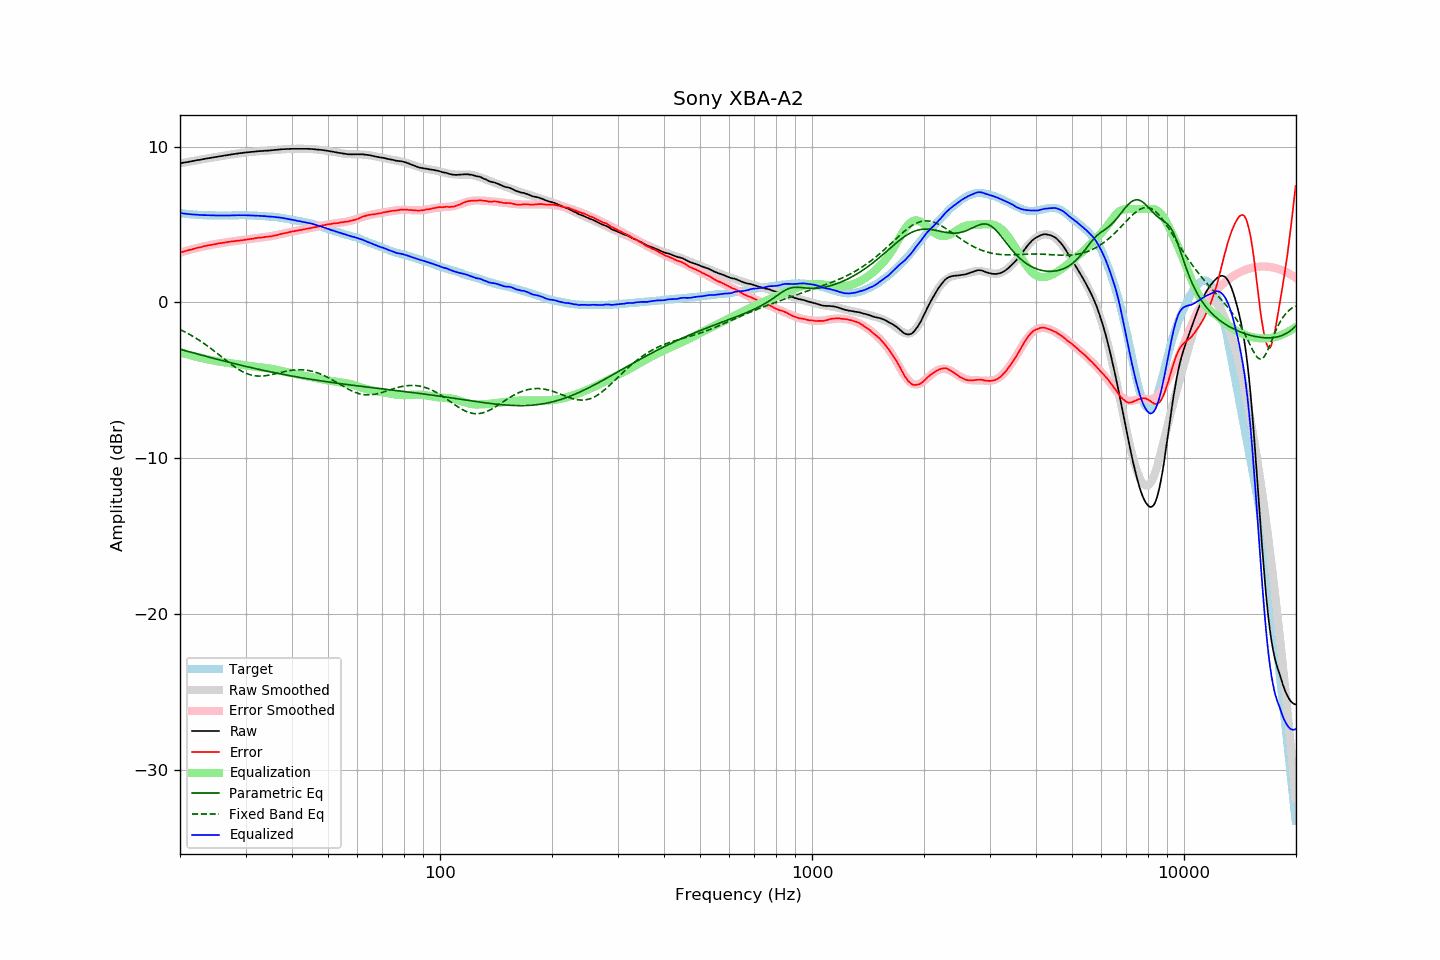 Sony XBA-A2
Amplitude (dBr)
10
0
−10
−20
−30
Target
Raw Smoothed
Error Smoothed
Raw
Error
Equalization
Parametric Eq
Fixed Band Eq
Equalized
100
1000
10000
Frequency (Hz)